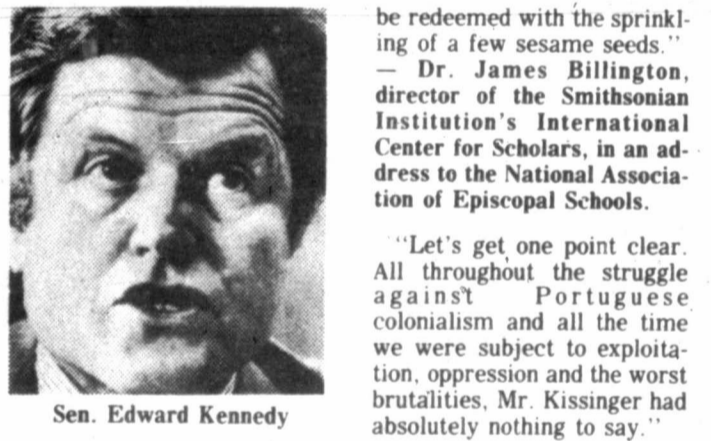 Sen. Edward Kennedy
be redeemed with the sprinkl-
ing of a few sesame seeds."
— Dr. James Billington,
director of the Smithsonian
Institution's International
Center for Scholars, in an ad-
dress to the National Associa-
tion of Episcopal Schools.
"Let's get one point clear.
All throughout the struggle
against Portuguese
colonialism and all the time
we were subject to exploita-
tion, oppression and the worst
brutalities, Mr. Kissinger had
absolutely nothing to say."